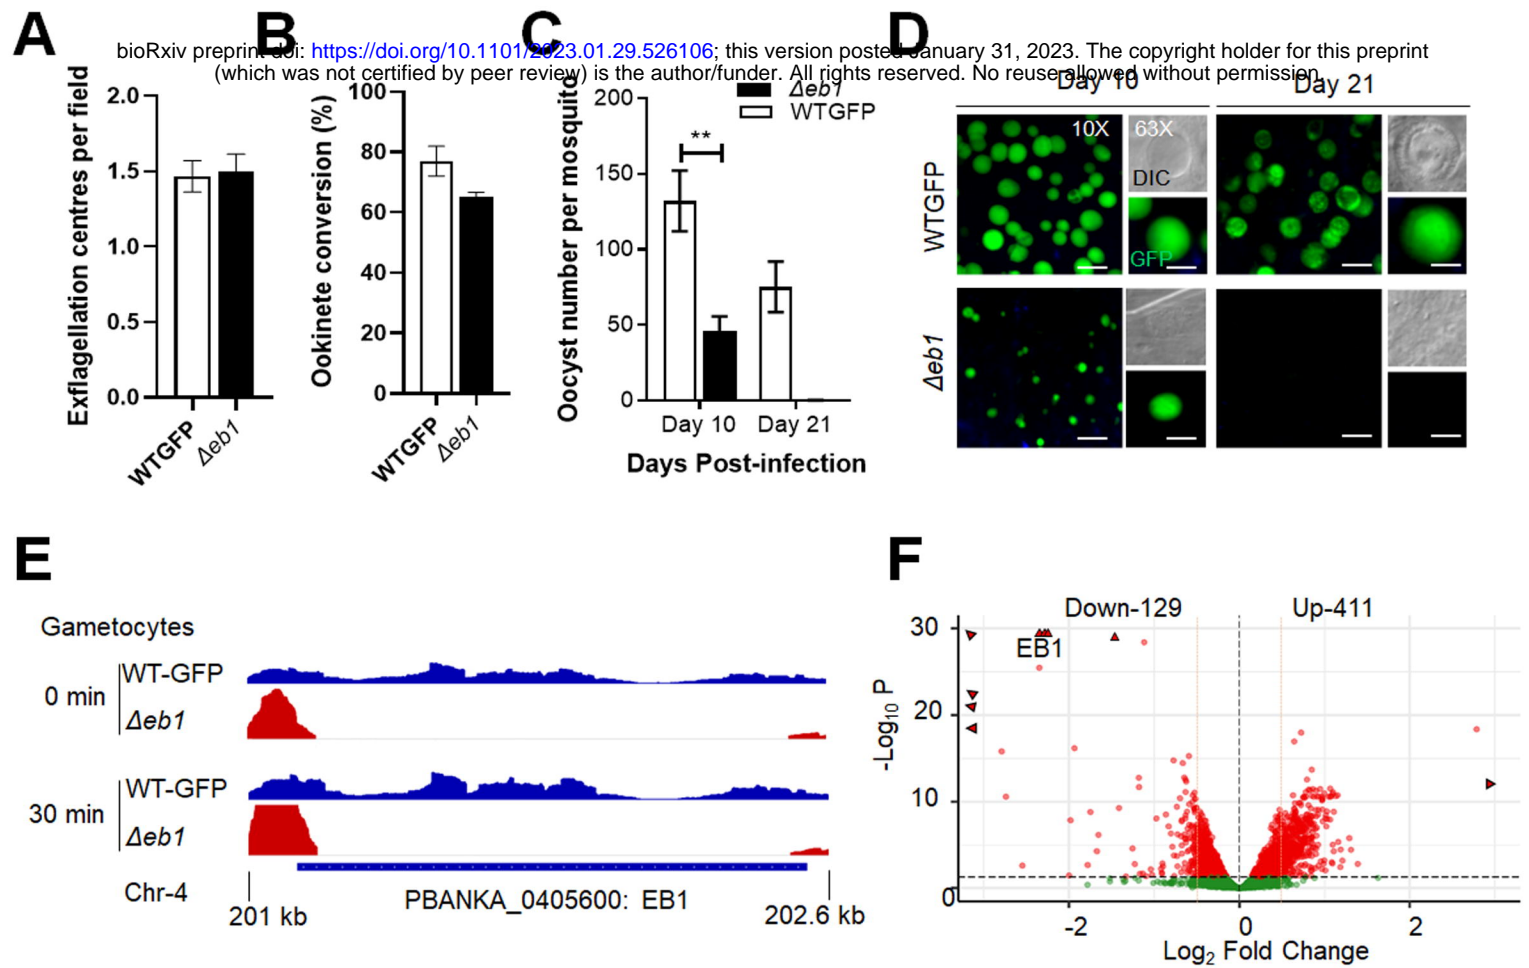 A
B
C
D
bioRxiv preprint doi: https://doi.org/10.1101/2023.01.29.526106; this version posted January 31, 2023. The copyright holder for this preprint
(which was not certified by peer review) is the author/funder. All rights reserved. No reuse allowed without permission.
Exflagellation centres per field
2.0
1.5
1.0
0.5
0.0
WTGFP
Δeb1
Ookinete conversion (%)
100
80
60
40
20
0
WTGFP
Δeb1
Oocyst number per mosquito
200
150
100
50
0
Δeb1
WTGFP
**
Day 10
Day 21
Days Post-infection
Day 10
Day 21
WTGFP
10X
63X
DIC
GFP
Δeb1
E
Gametocytes
0 min
WT-GFP
Δeb1
30 min
WT-GFP
Δeb1
Chr-4
PBANKA_0405600: EB1
201 kb
202.6 kb
F
Down-129
Up-411
EB1
-Log10 P
30
20
10
0
-2
0
2
Log2 Fold Change